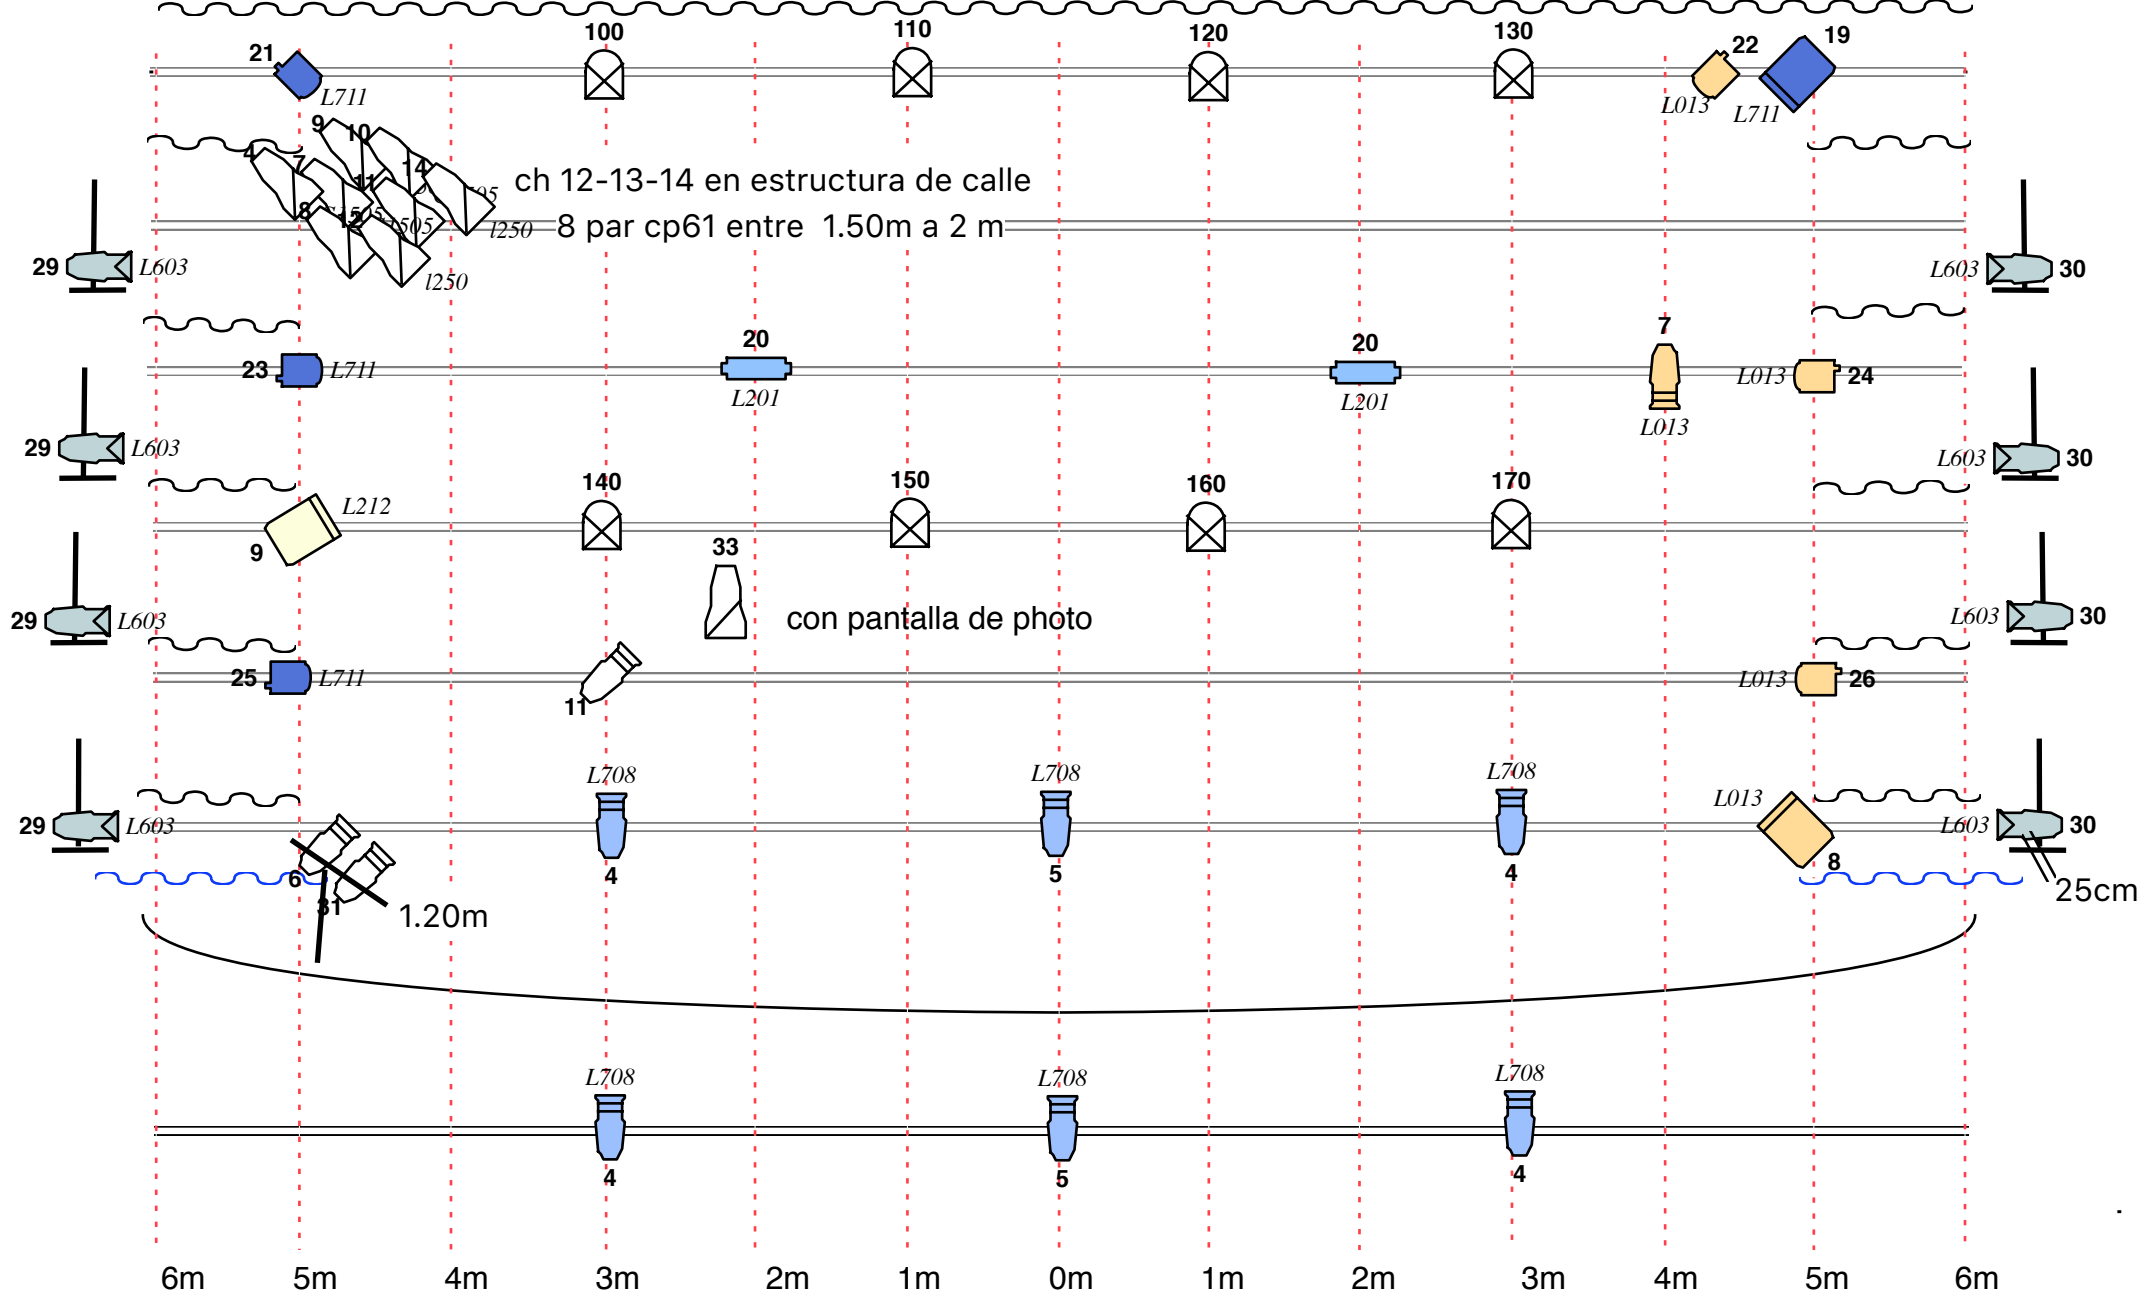 100 110 120 130
21 22 19
L711 L013 L711
9 10
4 7 14
11
ch 12-13-14 en estructura de calle
8 12 l505 l250
8 par cp61 entre 1.50m a 2 m
29 L603 l250 L603 30
20 20 7
23 L711 L013 24
L201 L201 L013
29 L603 L603 30
140 150 160 170
L212
9
33
29 L603 con pantalla de photo L603 30
25 L711 L013 26
11
L708 L708 L708 L013
29 L603 L603 30
6 4 5 4 8
31 1.20m 25cm
L708 L708 L708
4 5 4
6m 5m 4m 3m 2m 1m 0m 1m 2m 3m 4m 5m 6m